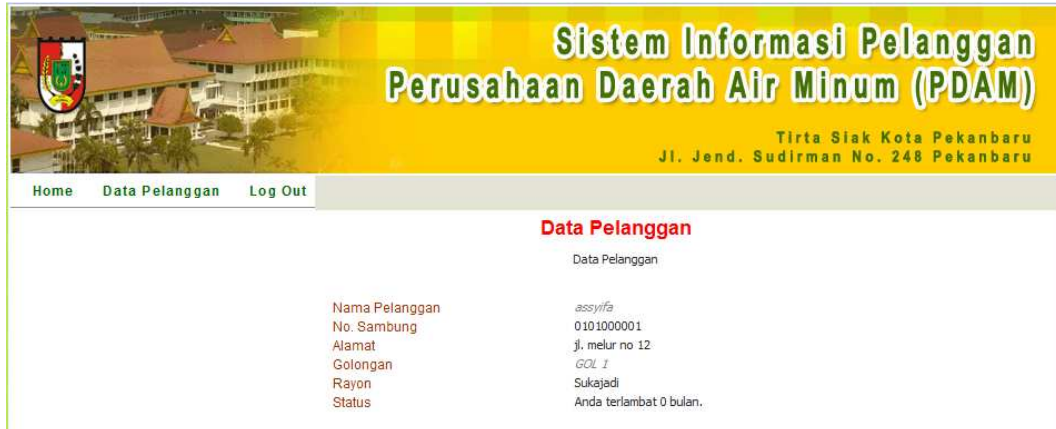 Sistem Informasi Pelanggan
Perusahaan Daerah Air Minum (PDAM)
Tirta Siak Kota Pekanbaru
Jl. Jend. Sudirman No. 248 Pekanbaru
Home Data Pelanggan Log Out
Data Pelanggan
Data Pelanggan
Nama Pelanggan assyifa
No. Sambung 0101000001
Alamat jl. melur no 12
Golongan GOL 1
Rayon Sukajadi
Status Anda terlambat 0 bulan.